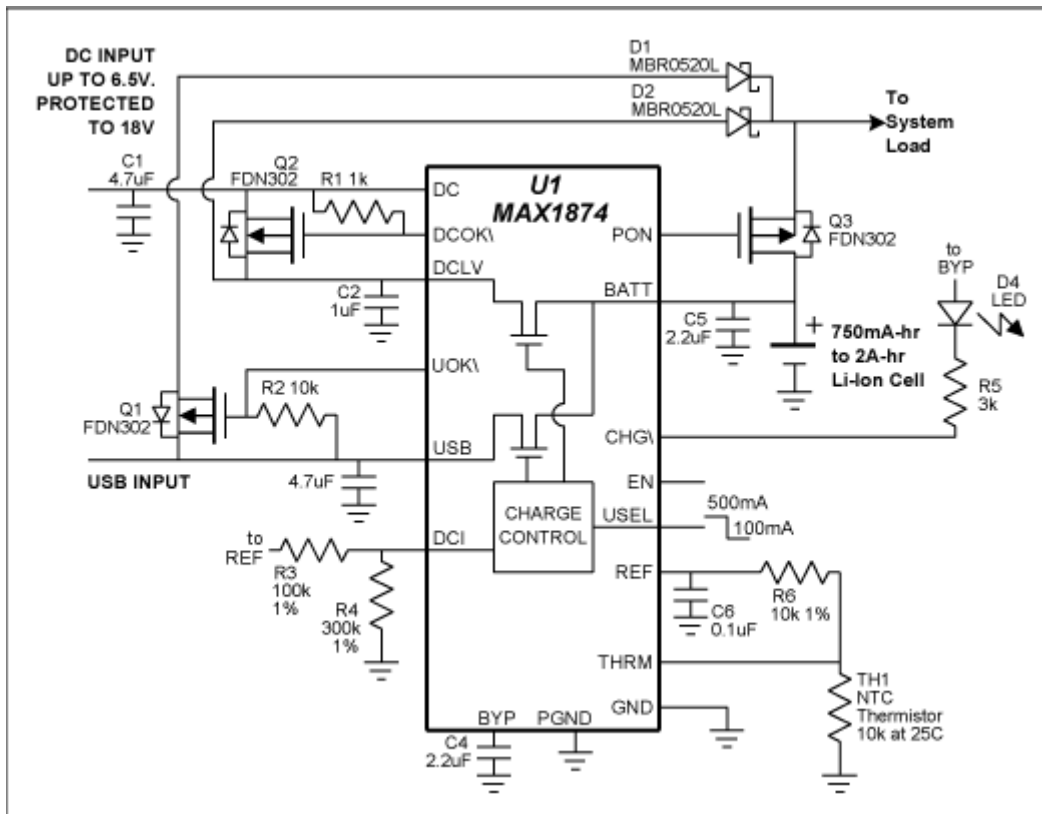 DC INPUT
UP TO 6.5V.
PROTECTED
TO 18V
D1
MBR0520L
D2
MBR0520L
To
System
Load
C1
4.7uF
Q2
FDN302
R1 1k
U1
MAX1874
DC
DCOK\
DCLV
PON
BATT
Q3
FDN302
to
BYP
D4
LED
C2
1uF
C5
2.2uF
+
750mA-hr
to 2A-hr
Li-Ion Cell
R5
3k
UOK\
R2 10k
Q1
FDN302
USB
USB INPUT
4.7uF
CHG\
EN
USEL
500mA
100mA
CHARGE
CONTROL
to
REF
DCI
R3
100k
1%
R4
300k
1%
REF
R6
10k 1%
C6
0.1uF
THRM
TH1
NTC
Thermistor
10k at 25C
GND
BYP
PGND
C4
2.2uF